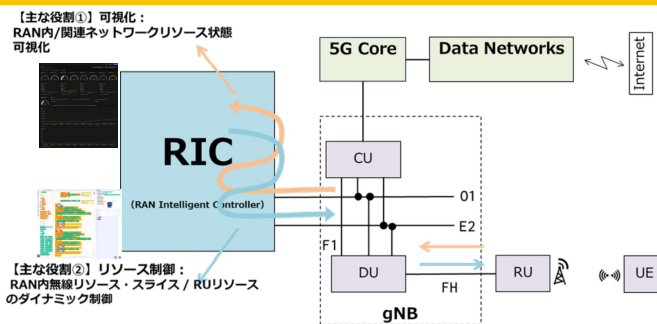 【主な役割①】可視化：
RAN内/関連ネットワークリソース状態
可視化
RIC
（RAN Intelligent Controller）
【主な役割②】リソース制御：
RAN内無線リソース・スライス / RUリソース
のダイナミック制御
5G Core
Data Networks
Internet
CU
O1
E2
F1
DU
FH
RU
UE
gNB